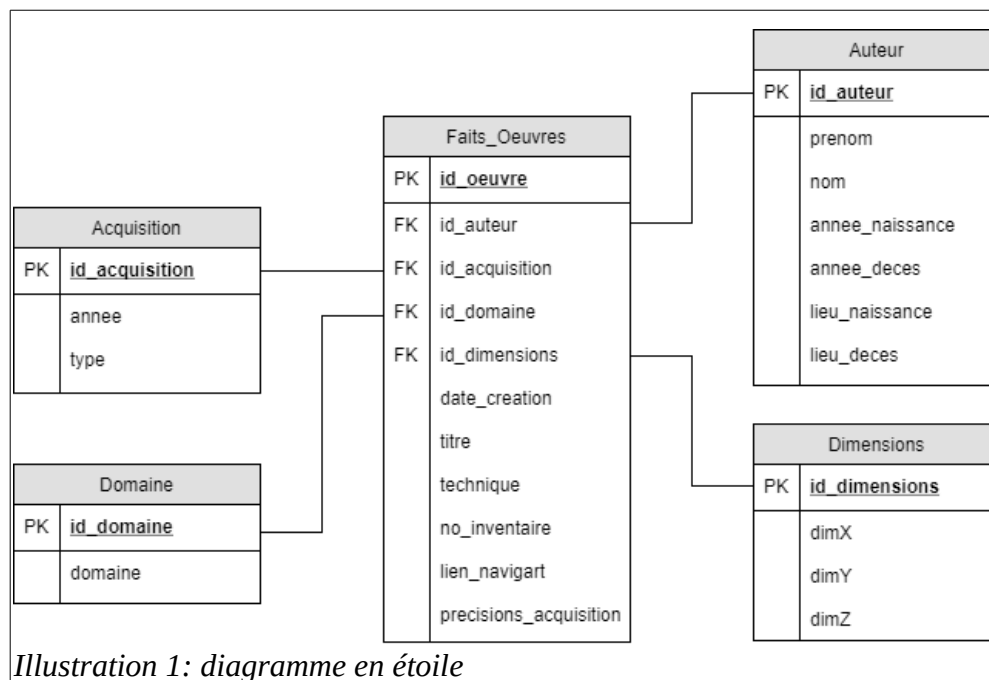 Auteur
PK id_auteur
prenom
nom
annee_naissance
annee_deces
lieu_naissance
lieu_deces
Faits_Oeuvres
PK id_oeuvre
FK id_auteur
FK id_acquisition
FK id_domaine
FK id_dimensions
date_creation
titre
technique
no_inventaire
lien_navigart
precisions_acquisition
Acquisition
PK id_acquisition
annee
type
Domaine
PK id_domaine
domaine
Dimensions
PK id_dimensions
dimX
dimY
dimZ
Illustration 1: diagramme en étoile